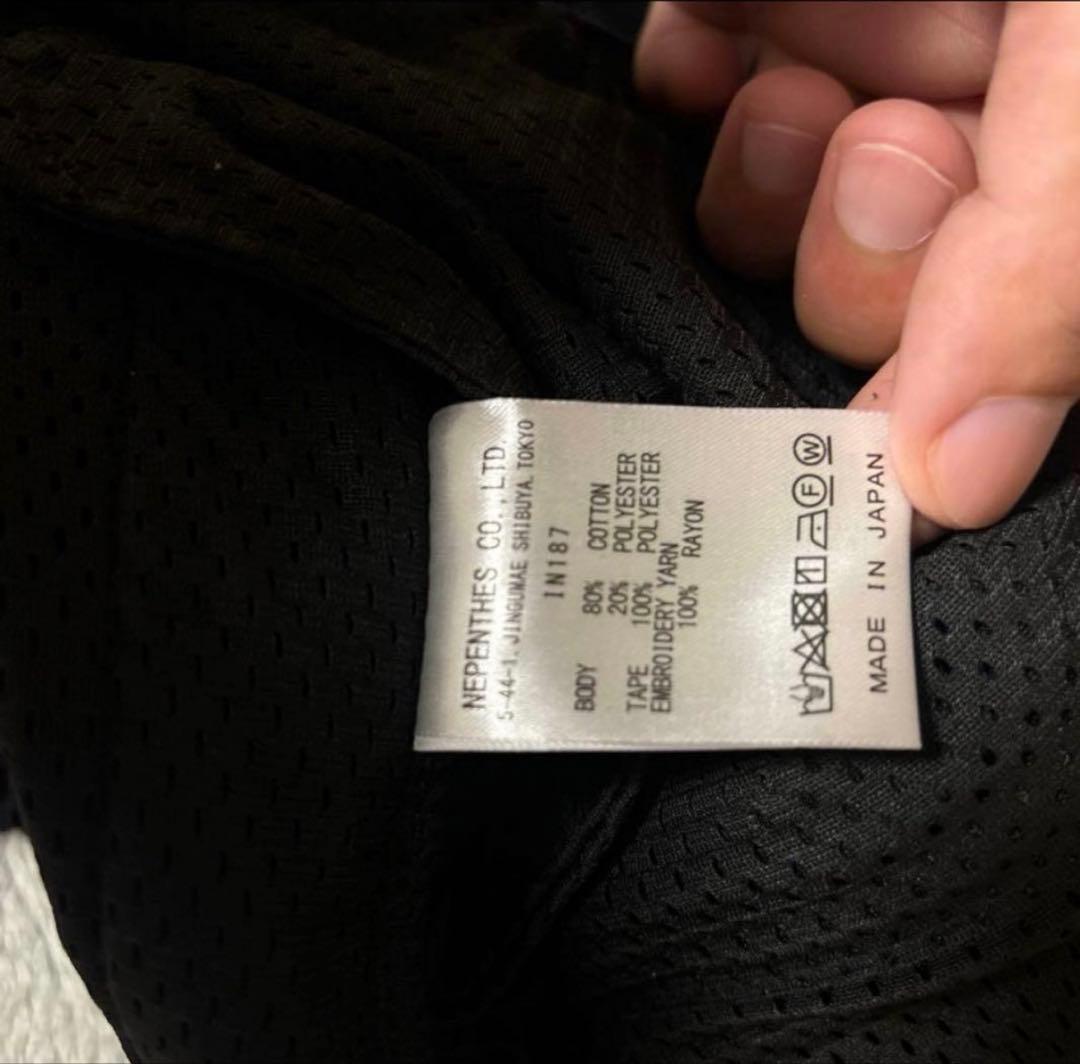 NEPENTHES CO.,LTD.
5-44-1, JINGUMAE SHIBUYA, TOKYO
IN187
BODY 80% COTTON
20% POLYESTER
TAPE 100% POLYESTER
EMBROIDERY YARN
100% RAYON
F W
MADE IN JAPAN